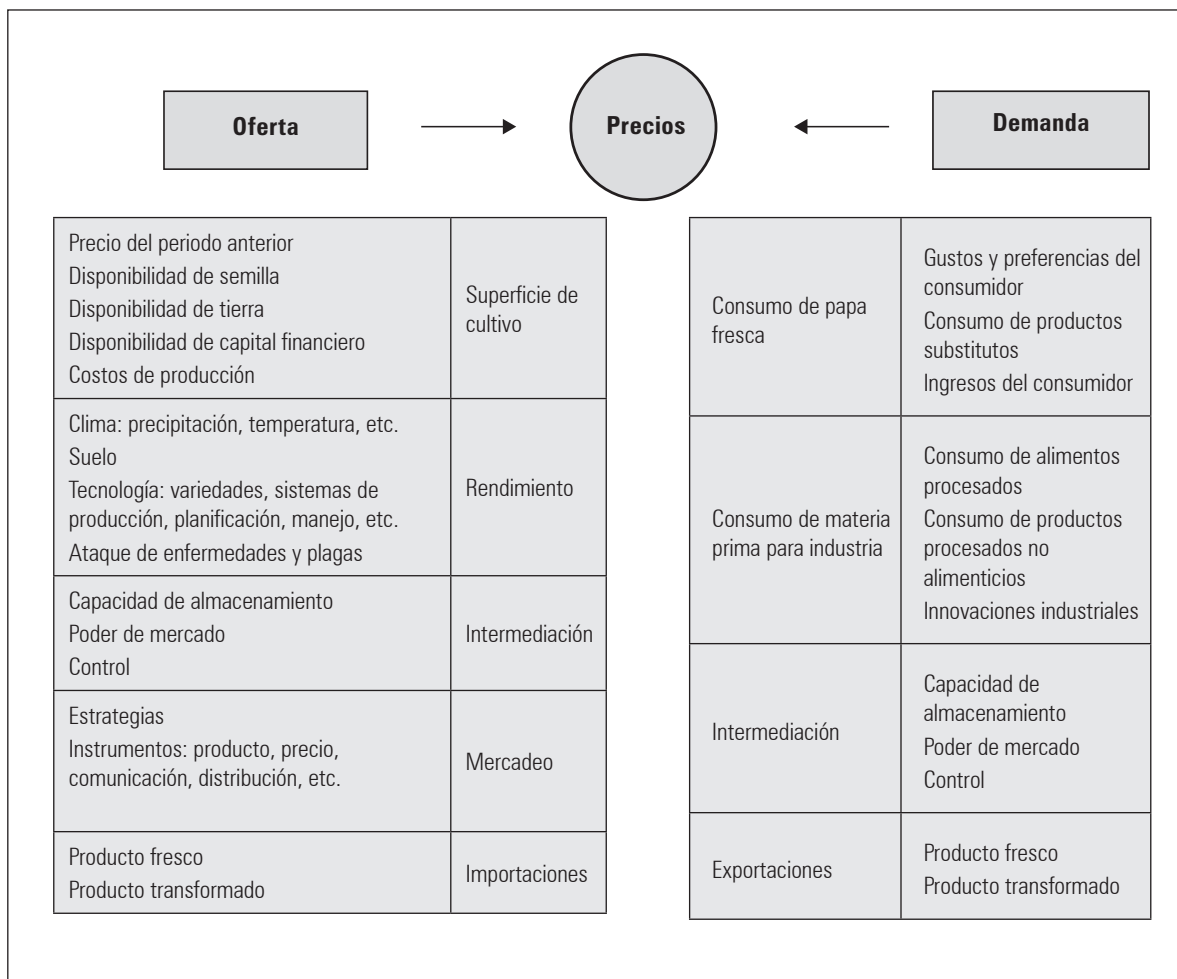 Oferta
Precios
Demanda
Precio del periodo anterior
Disponibilidad de semilla
Disponibilidad de tierra
Disponibilidad de capital financiero
Costos de producción
Superficie de
cultivo
Clima: precipitación, temperatura, etc.
Suelo
Tecnología: variedades, sistemas de
producción, planificación, manejo, etc.
Ataque de enfermedades y plagas
Rendimiento
Capacidad de almacenamiento
Poder de mercado
Control
Intermediación
Estrategias
Instrumentos: producto, precio,
comunicación, distribución, etc.
Mercadeo
Producto fresco
Producto transformado
Importaciones
Consumo de papa
fresca
Gustos y preferencias del
consumidor
Consumo de productos
substitutos
Ingresos del consumidor
Consumo de materia
prima para industria
Consumo de alimentos
procesados
Consumo de productos
procesados no
alimenticios
Innovaciones industriales
Intermediación
Capacidad de
almacenamiento
Poder de mercado
Control
Exportaciones
Producto fresco
Producto transformado